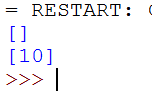 = RESTART:
[]
[10]
>>>